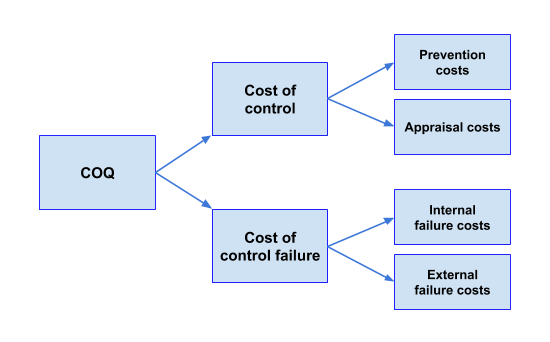 COQ
Cost of
control
Prevention
costs
Appraisal costs
Cost of
control failure
Internal
failure costs
External
failure costs